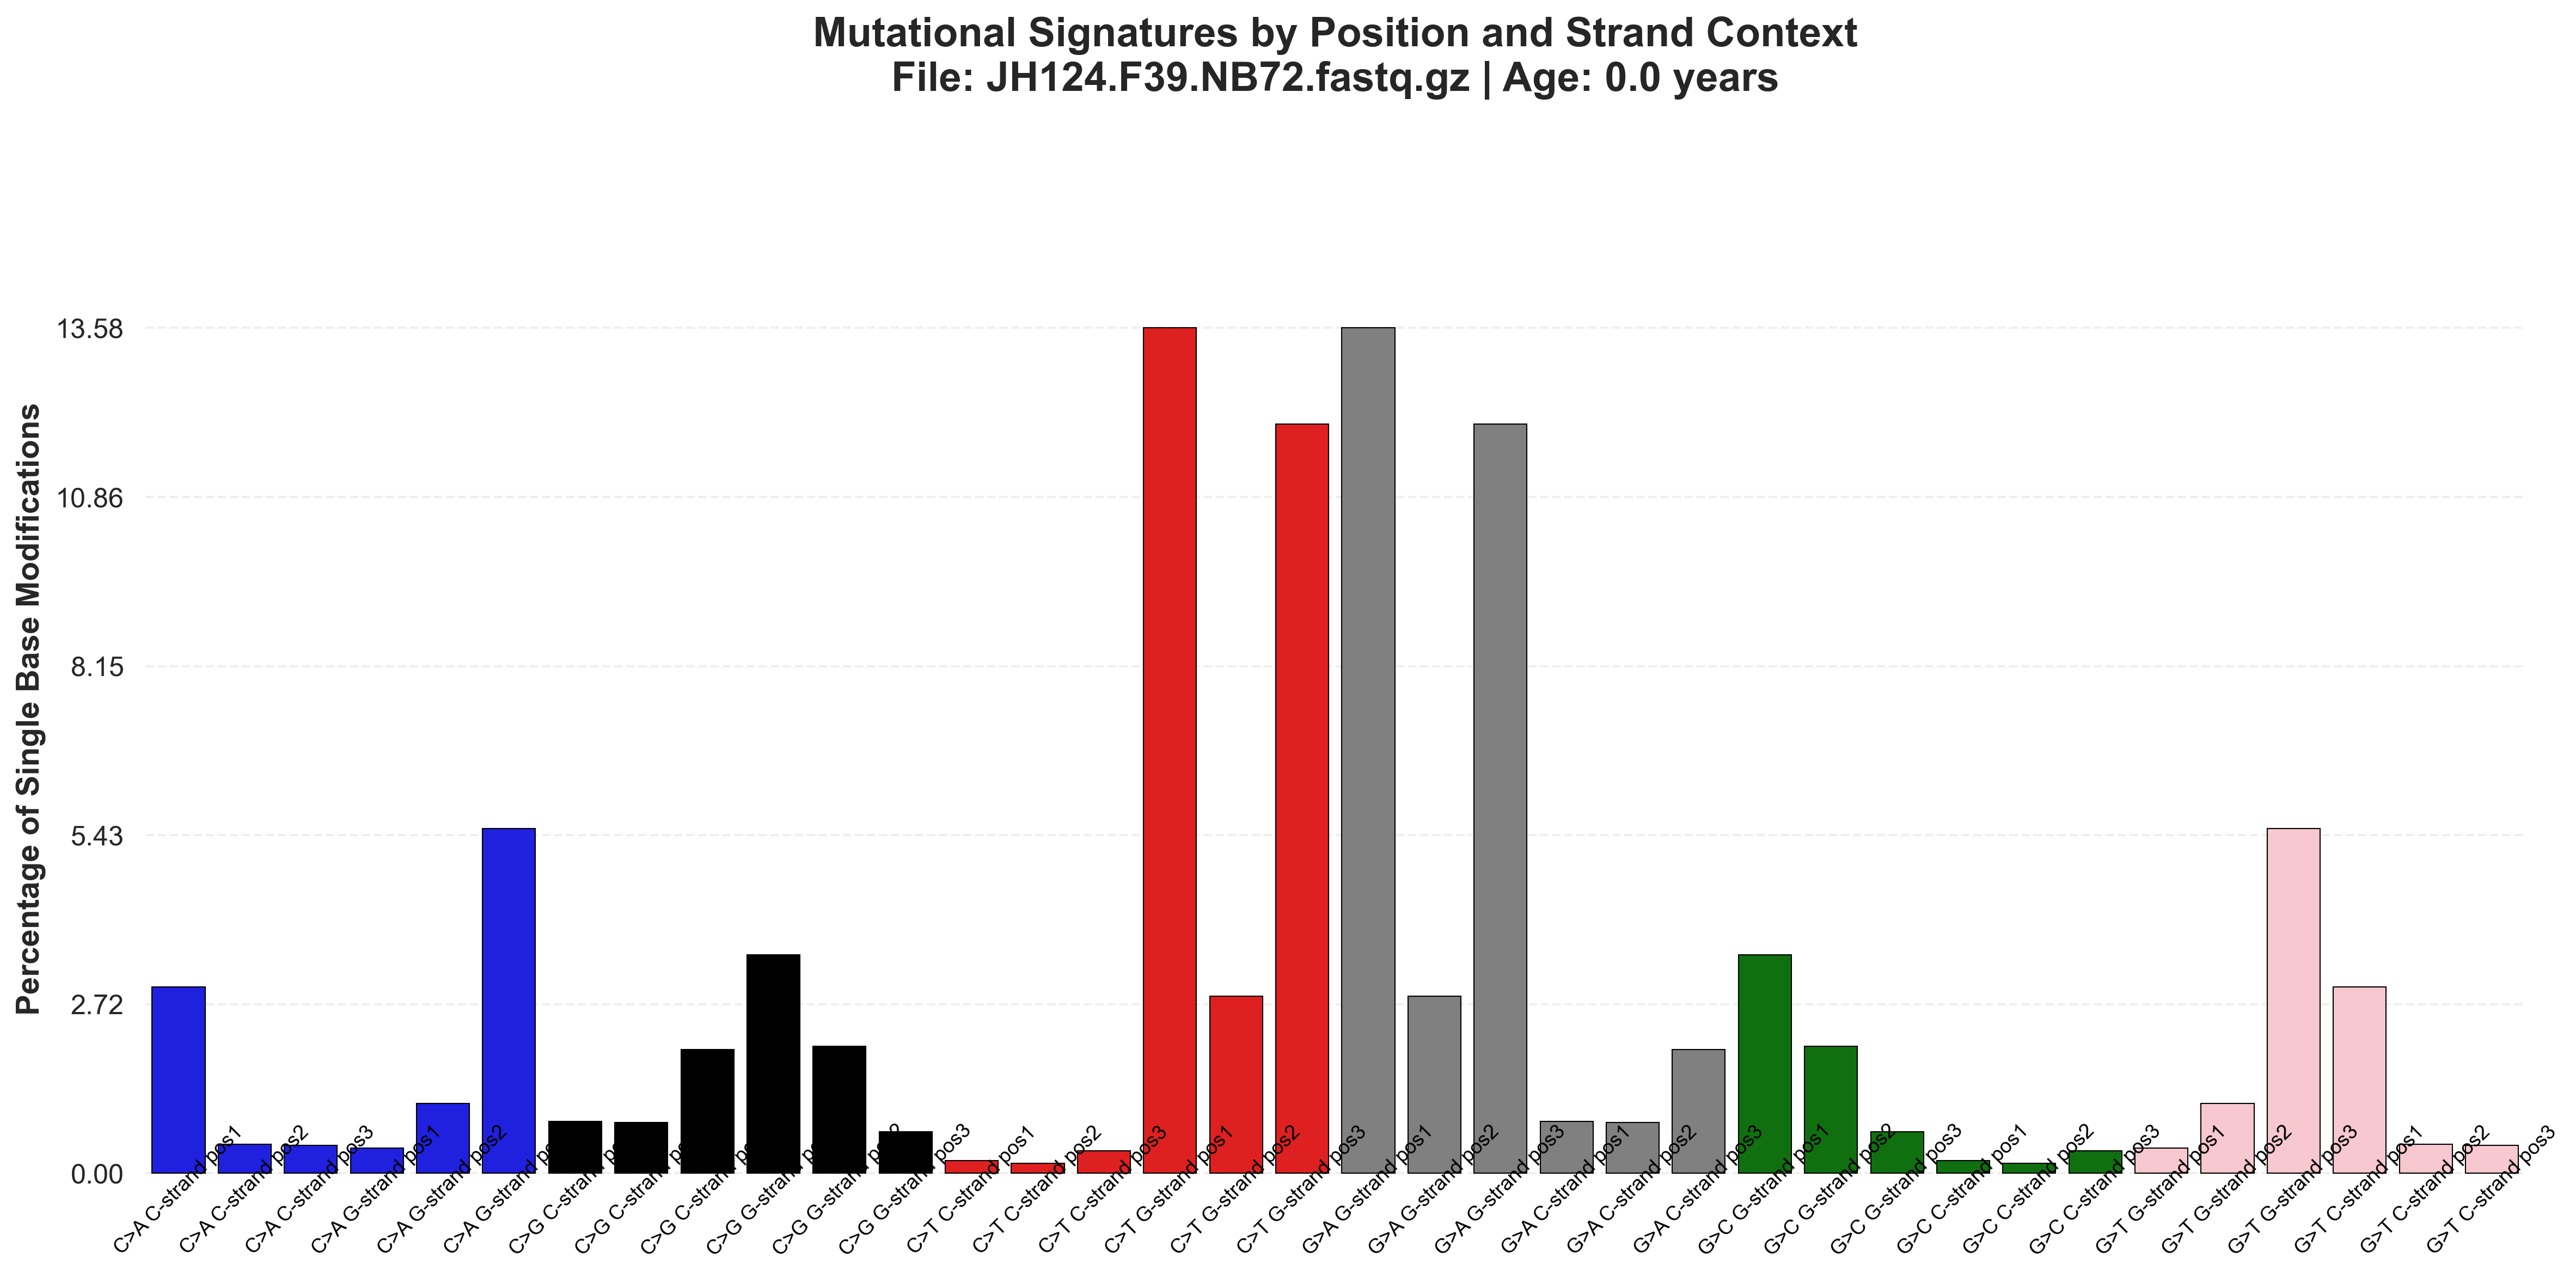 Mutational Signatures by Position and Strand Context
File: JH124.F39.NB72.fastq.gz | Age: 0.0 years
Percentage of Single Base Modifications
13.58
10.86
8.15
5.43
2.72
0.00
C>A C-strand pos1
C>A C-strand pos2
C>A C-strand pos3
C>A G-strand pos1
C>A G-strand pos2
C>A G-strand
C>G C-strand
C>G C-strand
C>G C-strand
C>G G-strand
C>G G-strand
C>G G-strand pos3
C>T C-strand pos1
C>T C-strand pos2
C>T C-strand pos3
C>T G-strand pos1
C>T G-strand pos2
C>T G-strand pos3
G>A G-strand pos1
G>A G-strand pos2
G>A G-strand pos3
G>A C-strand pos1
G>A C-strand pos2
G>A C-strand pos3
G>C G-strand pos1
G>C G-strand pos2
G>C G-strand pos3
G>C C-strand pos1
G>C C-strand pos2
G>C C-strand pos3
G>T G-strand pos1
G>T G-strand pos2
G>T G-strand pos3
G>T C-strand pos1
G>T C-strand pos2
G>T C-strand pos3